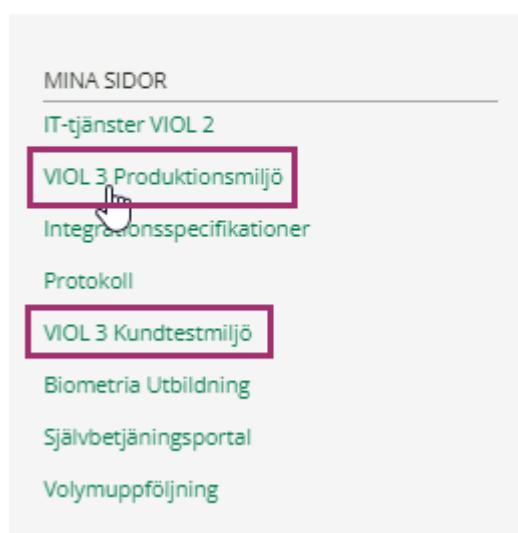 MINA SIDOR
IT-tjänster VIOL 2
VIOL 3 Produktionsmiljö
Integrationsspecifikationer
Protokoll
VIOL 3 Kundtestmiljö
Biometria Utbildning
Självbetjäningsportal
Volymuppföljning